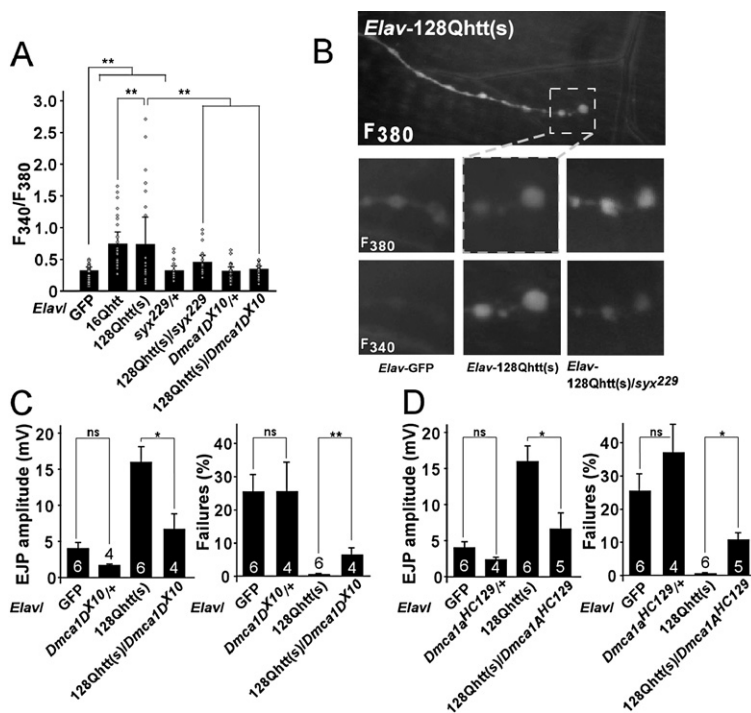 A
**
**
**
3.0
2.5
2.0
1.5
1.0
0.5
0
F340/F380
Elav/
GFP
16Qhtt
128Qhtt(s)
syx229/+
128Qhtt(s)/syx229
Dmca1DX10/+
128Qhtt(s)/Dmca1DX10
B
Elav-128Qhtt(s)
F380
F380
F340
Elav-GFP
Elav-128Qhtt(s)
Elav-
128Qhtt(s)/syx229
C
EJP amplitude (mV)
20
15
10
5
0
ns
*
6
4
6
4
Elav/
GFP
Dmca1DX10/+
128Qhtt(s)
128Qhtt(s)/Dmca1DX10
Failures (%)
40
30
20
10
0
ns
**
6
4
6
4
GFP
Dmca1DX10/+
128Qhtt(s)
128Qhtt(s)/Dmca1DX10
D
EJP amplitude (mV)
20
15
10
5
0
ns
*
6
4
6
5
Elav/
GFP
Dmca1aHC129/+
128Qhtt(s)
128Qhtt(s)/Dmca1AHC129
Failures (%)
40
30
20
10
0
ns
*
6
4
6
5
Elav/
GFP
Dmca1aHC129/+
128Qhtt(s)
128Qhtt(s)/Dmca1AHC129